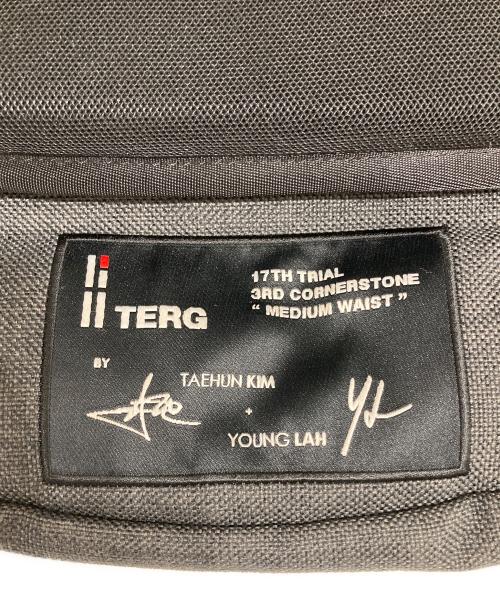 TERG
17TH TRIAL
3RD CORNERSTONE
“ MEDIUM WAIST ”
BY
TAEHUN KIM
+
YOUNG LAH